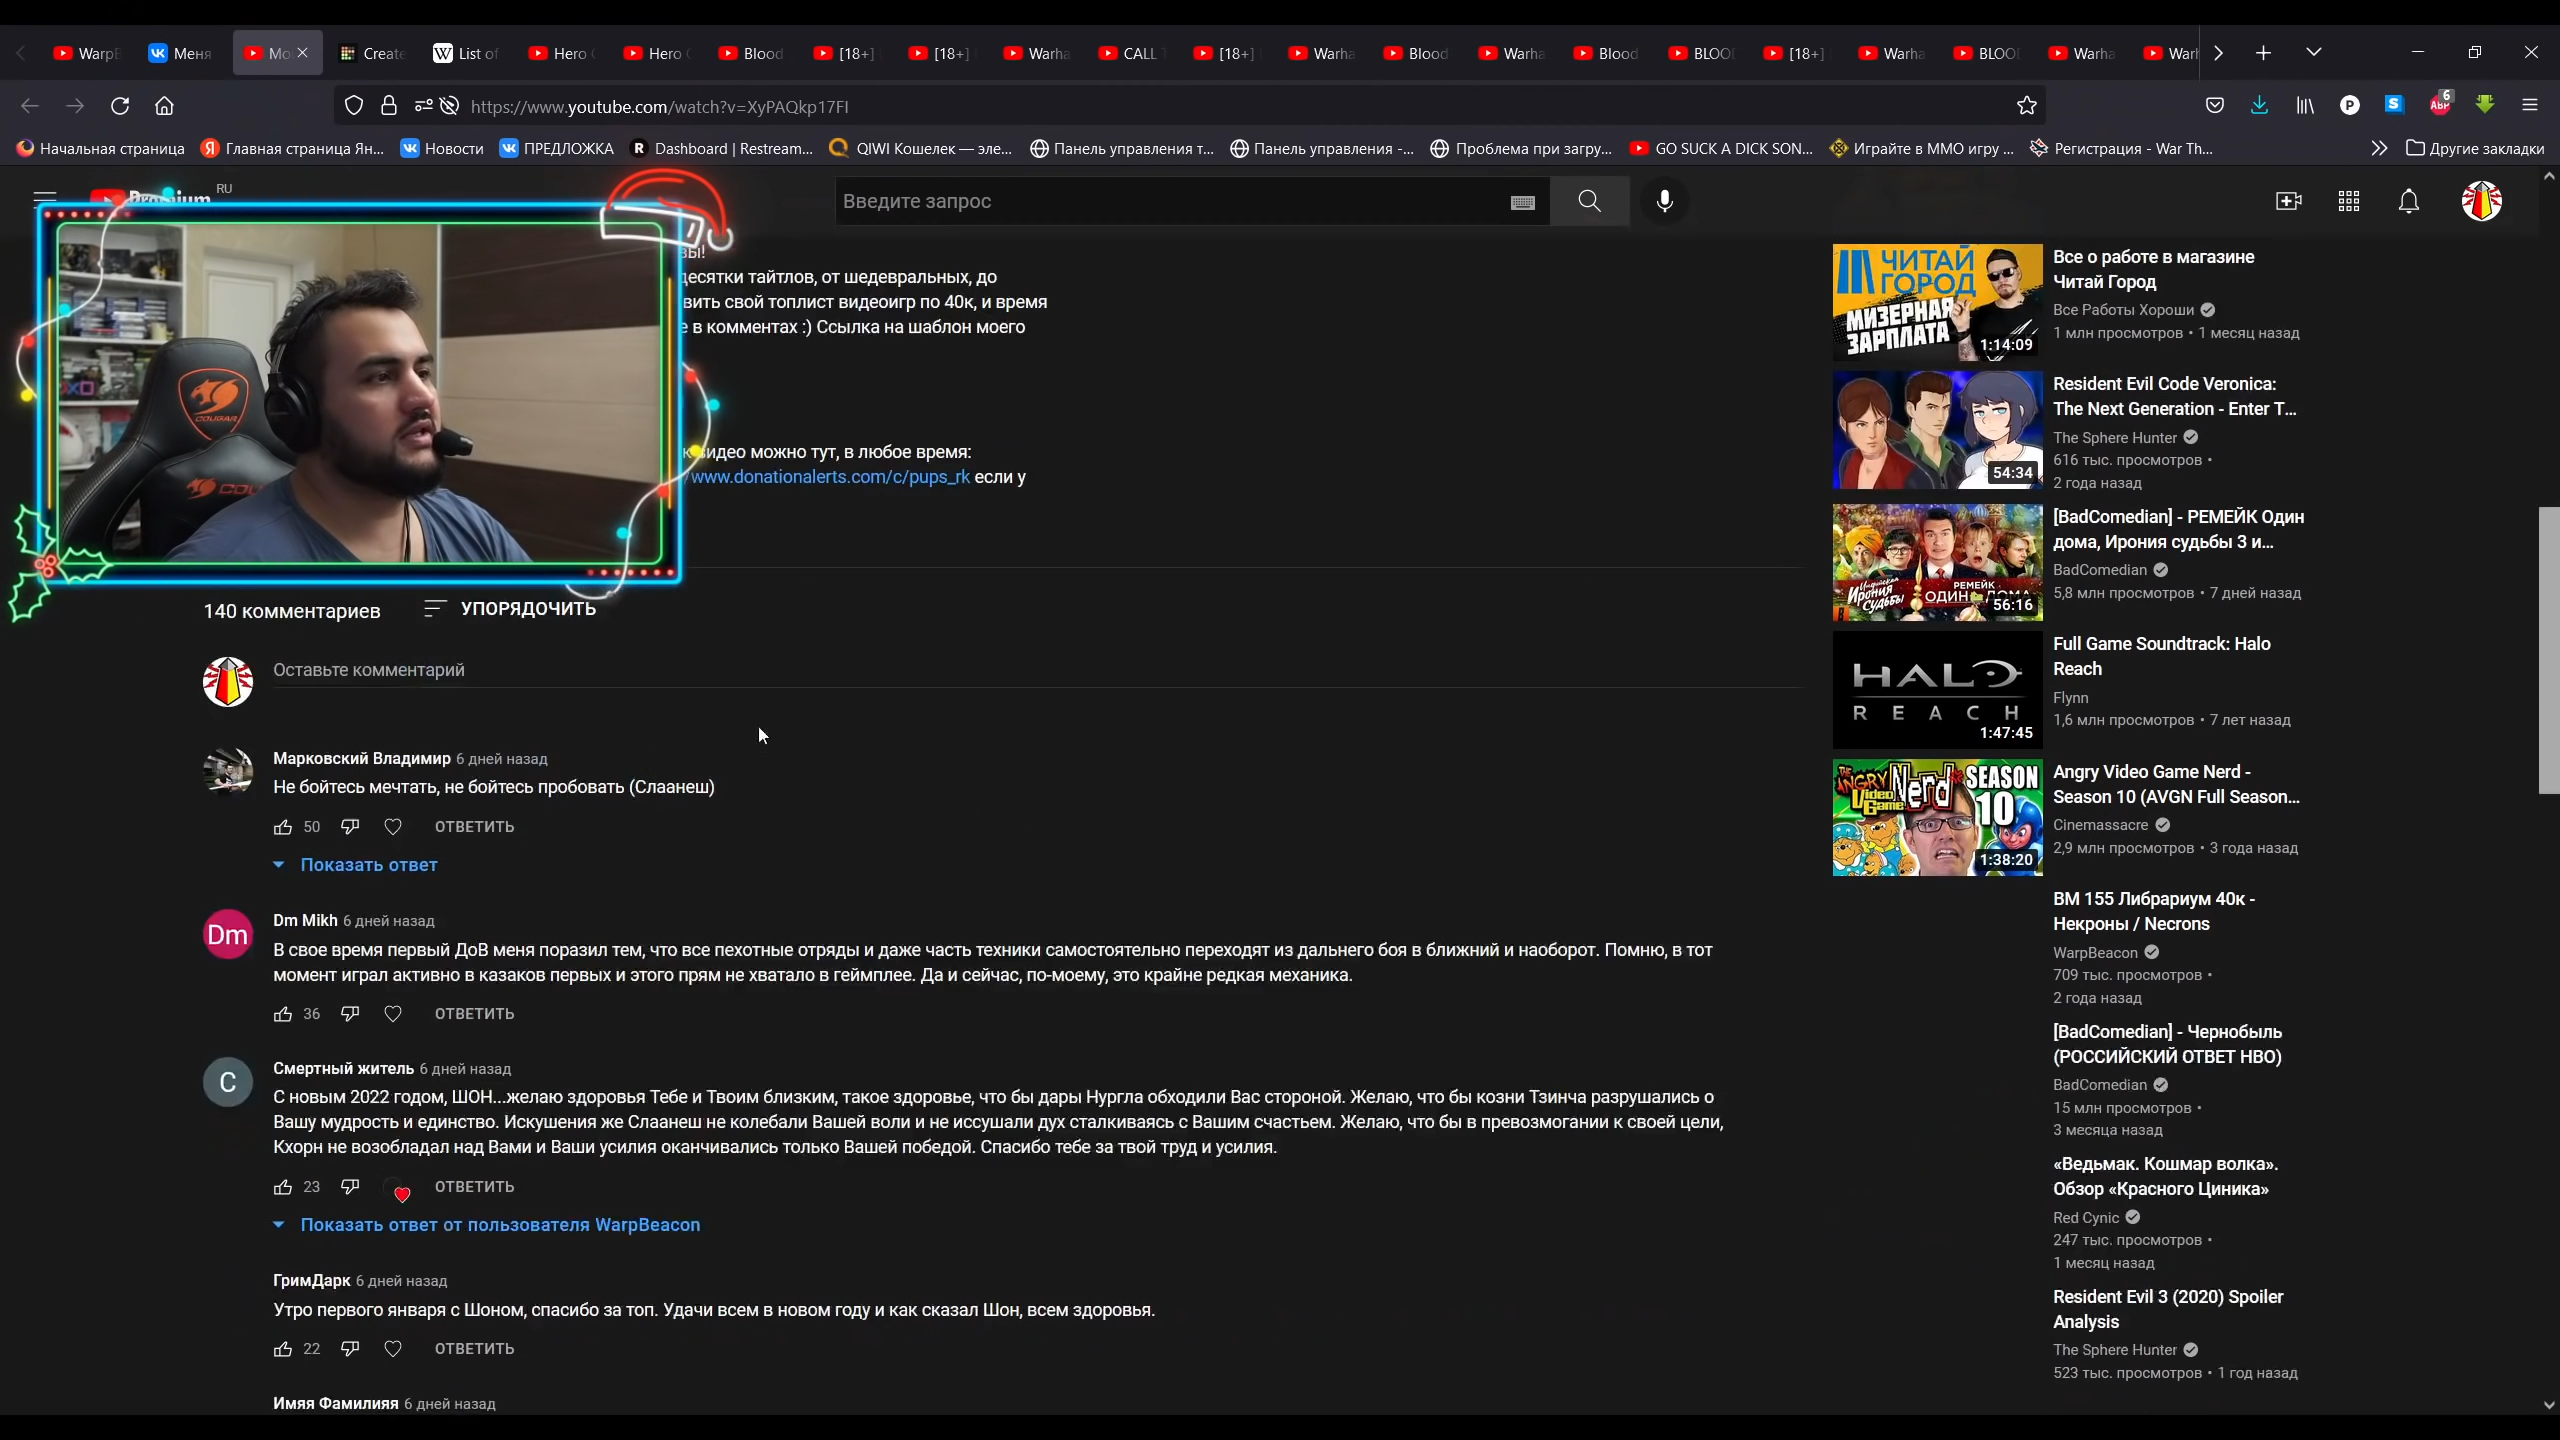 WarpB
Меня
Мо
Create
List of
Hero
Hero
Blood
[18+]
[18+]
Warha
CALL T
[18+]
Warha
Blood
Warha
Blood
BLOO
[18+]
Warha
BLOO
Warha
Warh
https://www.youtube.com/watch?v=XyPAQkp17FI
P
S
ABP
6
Начальная страница
Главная страница Ян...
Новости
ПРЕДЛОЖКА
Dashboard | Restream...
QIWI Кошелек — эле...
Панель управления т...
Панель управления -...
Проблема при загру...
GO SUCK A DICK SON...
Играйте в ММО игру ...
Регистрация - War Th...
Другие закладки
Premium
RU
Введите запрос
вы!
десятки тайтлов, от шедевральных, до
вить свой топлист видеоигр по 40к, и время
е в комментах :) Ссылка на шаблон моего
к видео можно тут, в любое время:
/www.donationalerts.com/c/pups_rk если у
COUGAR
140 комментариев
УПОРЯДОЧИТЬ
Оставьте комментарий
Марковский Владимир 6 дней назад
Не бойтесь мечтать, не бойтесь пробовать (Слаанеш)
50
ОТВЕТИТЬ
Показать ответ
Dm
Dm Mikh 6 дней назад
В свое время первый ДоВ меня поразил тем, что все пехотные отряды и даже часть техники самостоятельно переходят из дальнего боя в ближний и наоборот. Помню, в тот
момент играл активно в казаков первых и этого прям не хватало в геймплее. Да и сейчас, по-моему, это крайне редкая механика.
36
ОТВЕТИТЬ
С
Смертный житель 6 дней назад
С новым 2022 годом, ШОН...желаю здоровья Тебе и Твоим близким, такое здоровье, что бы дары Нургла обходили Вас стороной. Желаю, что бы козни Тзинча разрушались о
Вашу мудрость и единство. Искушения же Слаанеш не колебали Вашей воли и не иссушали дух сталкиваясь с Вашим счастьем. Желаю, что бы в превозмогании к своей цели,
Кхорн не возобладал над Вами и Ваши усилия оканчивались только Вашей победой. Спасибо тебе за твой труд и усилия.
23
ОТВЕТИТЬ
Показать ответ от пользователя WarpBeacon
ГримДарк 6 дней назад
Утро первого января с Шоном, спасибо за топ. Удачи всем в новом году и как сказал Шон, всем здоровья.
22
ОТВЕТИТЬ
Имяя Фамилияя 6 дней назад
ЧИТАЙ
ГОРОД
МИЗЕРНАЯ
ЗАРПЛАТА
1:14:09
Все о работе в магазине
Читай Город
Все Работы Хороши
1 млн просмотров • 1 месяц назад
54:34
Resident Evil Code Veronica:
The Next Generation - Enter T...
The Sphere Hunter
616 тыс. просмотров •
2 года назад
Индийская
Ирония
Судьбы
РЕМЕЙК
ОДИН ДОМА
56:16
[BadComedian] - РЕМЕЙК Один
дома, Ирония судьбы 3 и...
BadComedian
5,8 млн просмотров • 7 дней назад
HALO
REACH
1:47:45
Full Game Soundtrack: Halo
Reach
Flynn
1,6 млн просмотров • 7 лет назад
THE
ANGRY
Video
Game
Nerd
SEASON
10
1:38:20
Angry Video Game Nerd -
Season 10 (AVGN Full Season...
Cinemassacre
2,9 млн просмотров • 3 года назад
ВМ 155 Либрариум 40к -
Некроны / Necrons
WarpBeacon
709 тыс. просмотров •
2 года назад
[BadComedian] - Чернобыль
(РОССИЙСКИЙ ОТВЕТ HBO)
BadComedian
15 млн просмотров •
3 месяца назад
«Ведьмак. Кошмар волка».
Обзор «Красного Циника»
Red Cynic
247 тыс. просмотров •
1 месяц назад
Resident Evil 3 (2020) Spoiler
Analysis
The Sphere Hunter
523 тыс. просмотров • 1 год назад